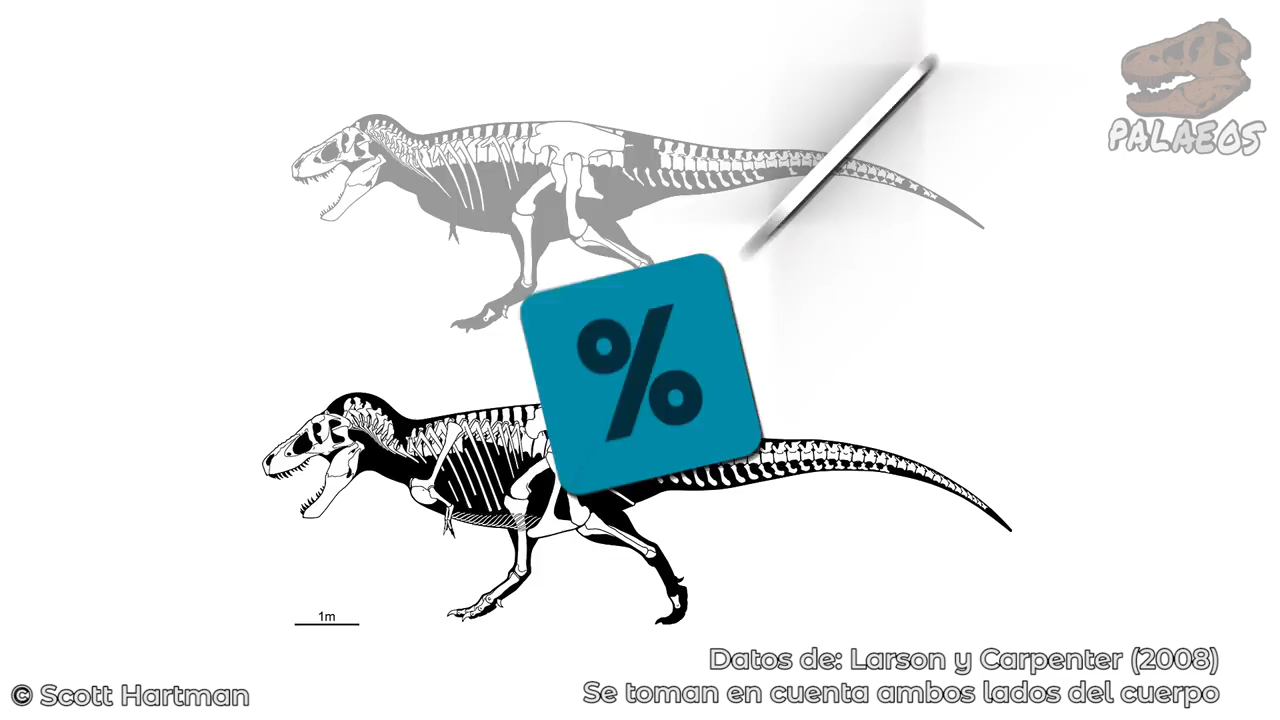 PALAEOS
%
1m
Datos de: Larson y Carpenter (2008)
© Scott Hartman
Se toman en cuenta ambos lados del cuerpo